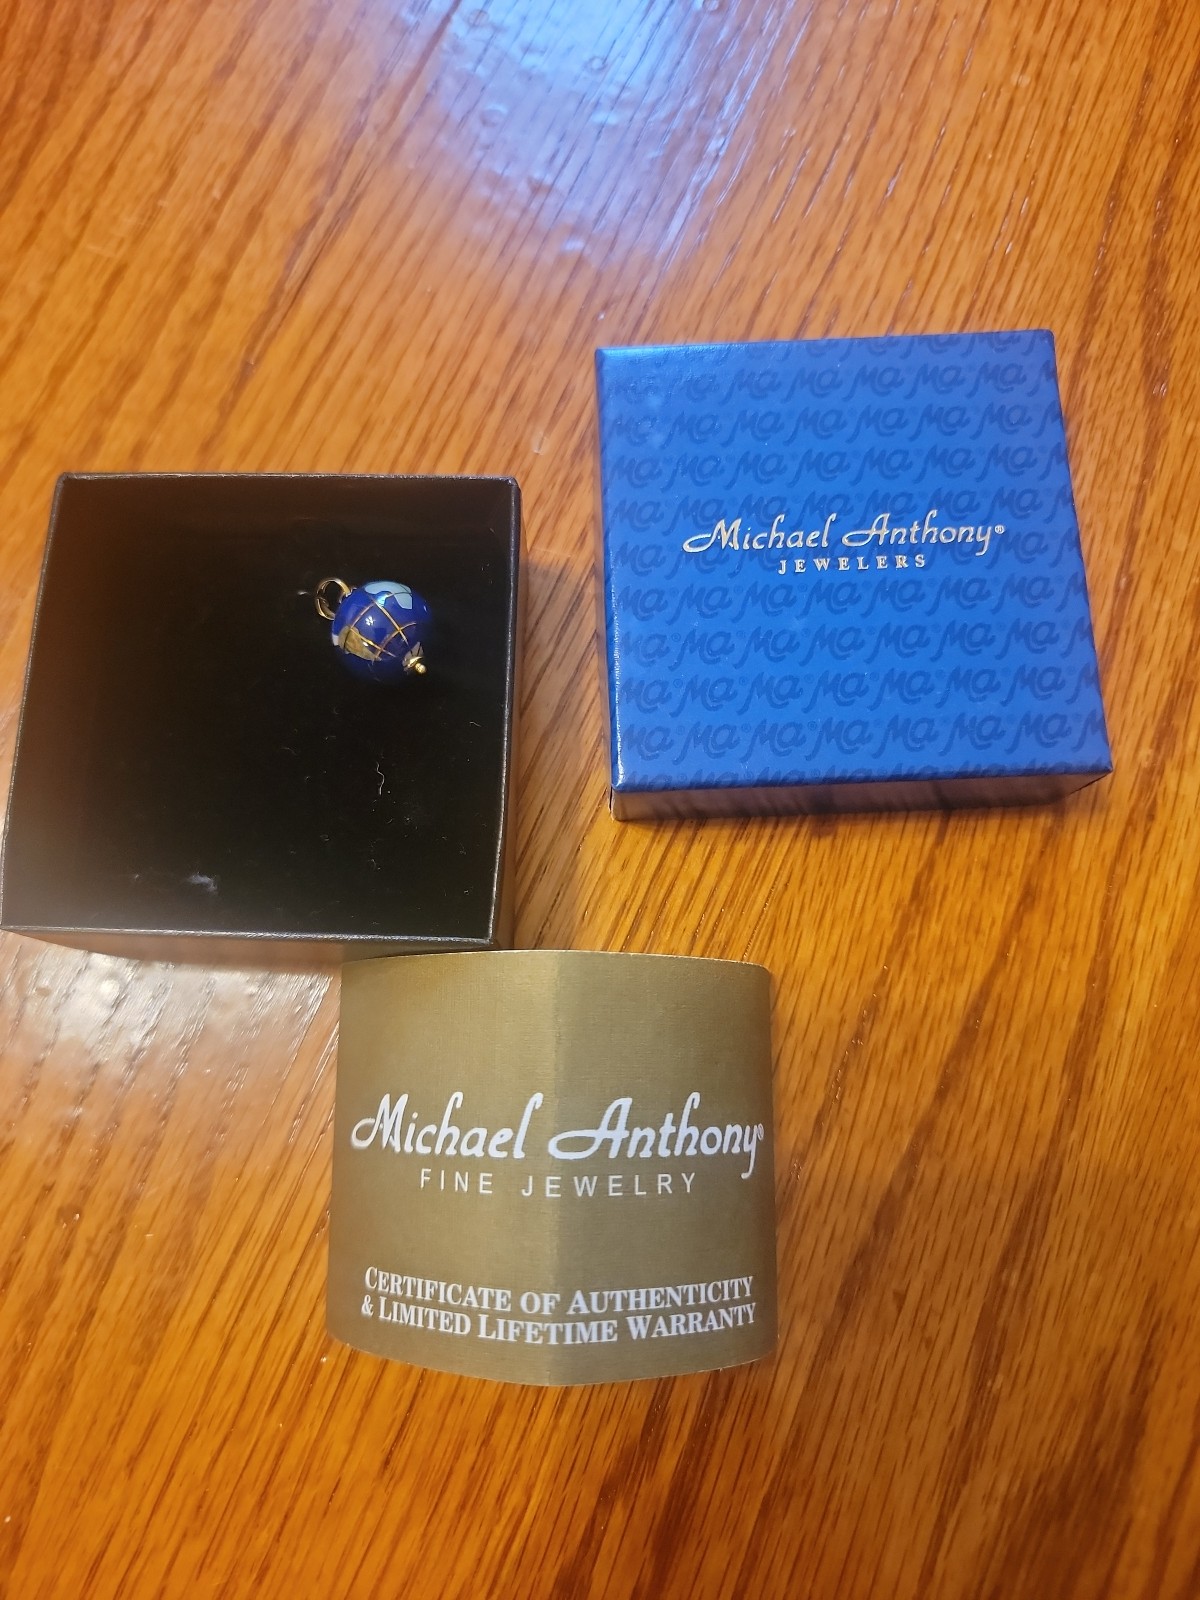 Michael Anthony®
JEWELERS
Michael Anthony®
FINE JEWELRY
CERTIFICATE OF AUTHENTICITY
& LIMITED LIFETIME WARRANTY